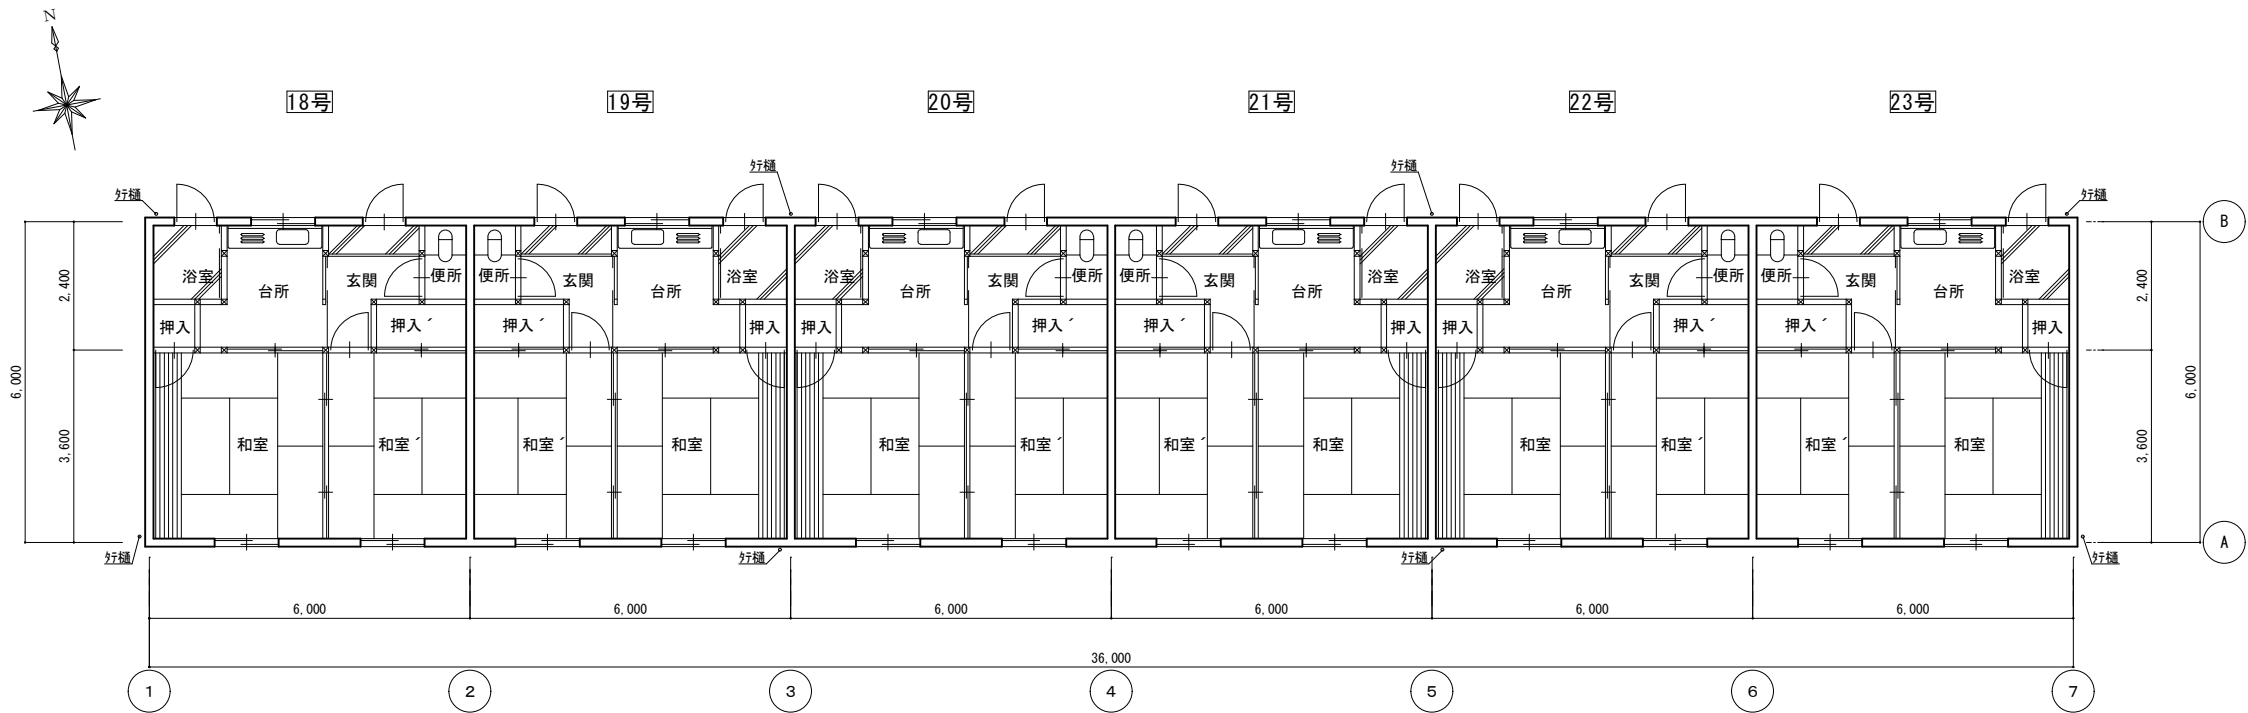 N
18号 19号 20号 21号 22号 23号
ﾀﾃ樋 ﾀﾃ樋
ﾀﾃ樋 ﾀﾃ樋
B
浴室 台所 玄関 便所 便所 玄関 台所 浴室 浴室 台所 玄関 便所 便所 玄関 台所 浴室 浴室 台所 玄関 便所 便所 玄関 台所 浴室
2,400 2,400
押入 押入´ 押入´ 押入 押入 押入´ 押入´ 押入 押入 押入´ 押入´ 押入
6,000 6,000
3,600 和室 和室´ 和室´ 和室 和室 和室´ 和室´ 和室 和室 和室´ 和室´ 和室 3,600
A
ﾀﾃ樋 ﾀﾃ樋 ﾀﾃ樋 ﾀﾃ樋
6,000 6,000 6,000 6,000 6,000 6,000
36,000
1 2 3 4 5 6 7